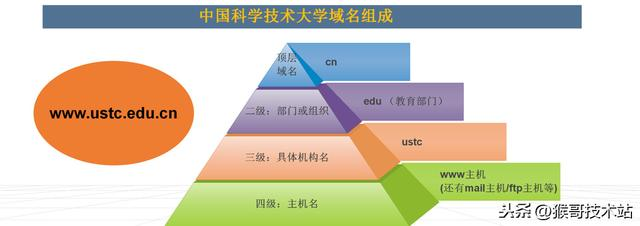 中国科学技术大学域名组成
www.ustc.edu.cn
顶层
域名
cn
二级：部门或组织
edu （教育部门）
三级：具体机构名
ustc
四级：主机名
www主机
(还有mail主机/ftp主机等)
头条 @猴哥技术站